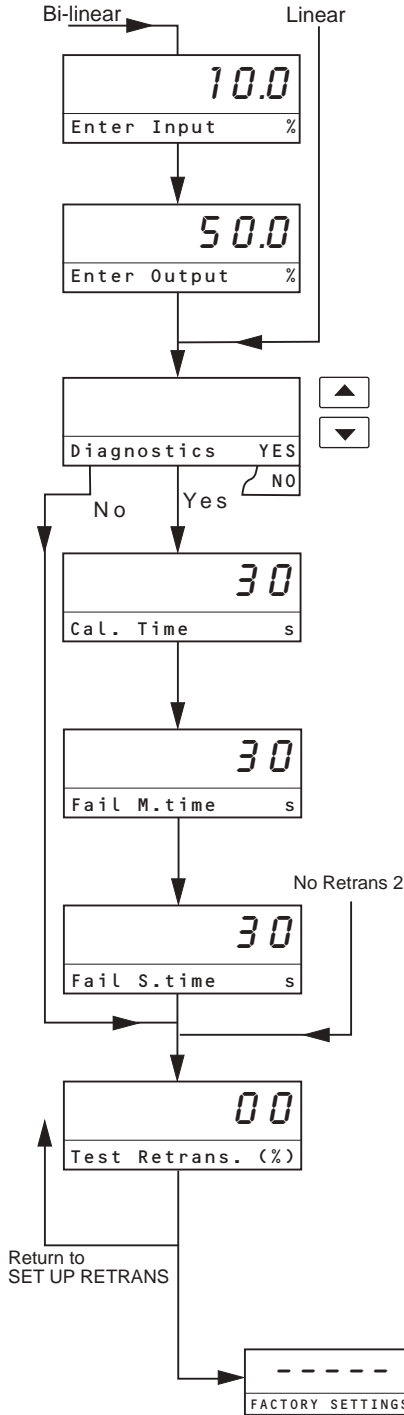 Bi-linear
Linear
10.0
Enter Input %
50.0
Enter Output %
Diagnostics YES
NO
No
Yes
30
Cal. Time s
30
Fail M.time s
No Retrans 2
30
Fail S.time s
00
Test Retrans. (%)
Return to
SET UP RETRANS
-----
FACTORY SETTINGS